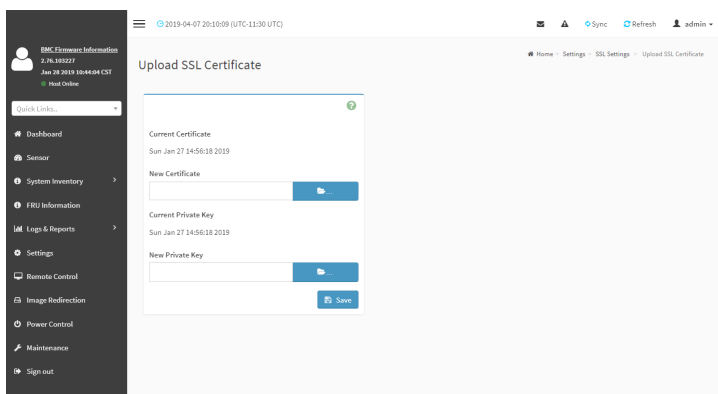 2019-04-07 20:10:09 (UTC-11:30 UTC)
Sync
Refresh
admin
BMC Firmware Information
2.76.103227
Jan 28 2019 10:44:04 CST
Host Online
Quick Links..
Dashboard
Sensor
System Inventory
FRU Information
Logs & Reports
Settings
Remote Control
Image Redirection
Power Control
Maintenance
Sign out
Home - Settings - SSL Settings - Upload SSL Certificate
Upload SSL Certificate
Current Certificate
Sun Jan 27 14:56:18 2019
New Certificate
...
Current Private Key
Sun Jan 27 14:56:18 2019
New Private Key
...
Save